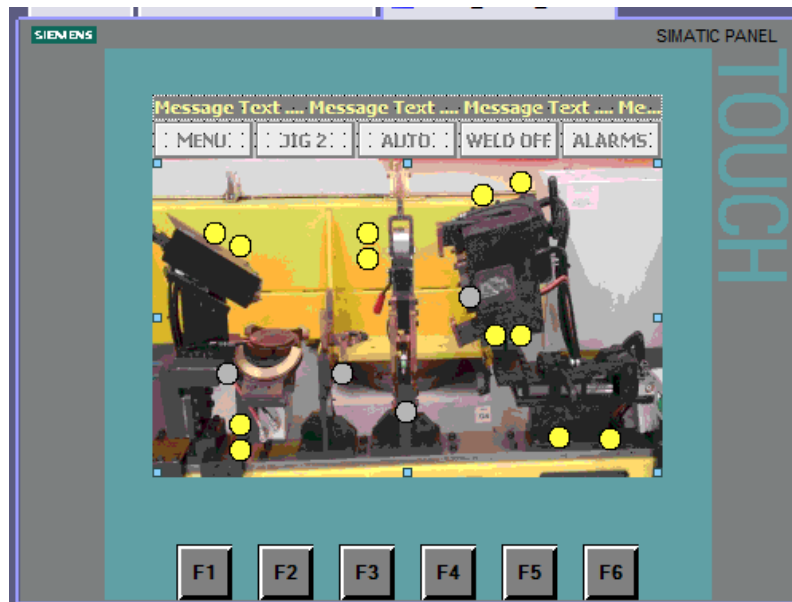 SIEMENS
SIMATIC PANEL
TOUCH
Message Text .... Message Text .... Message Text .... Me...
MENU
JIG 2
AUTO
WELD OFF
ALARMS
F1 F2 F3 F4 F5 F6